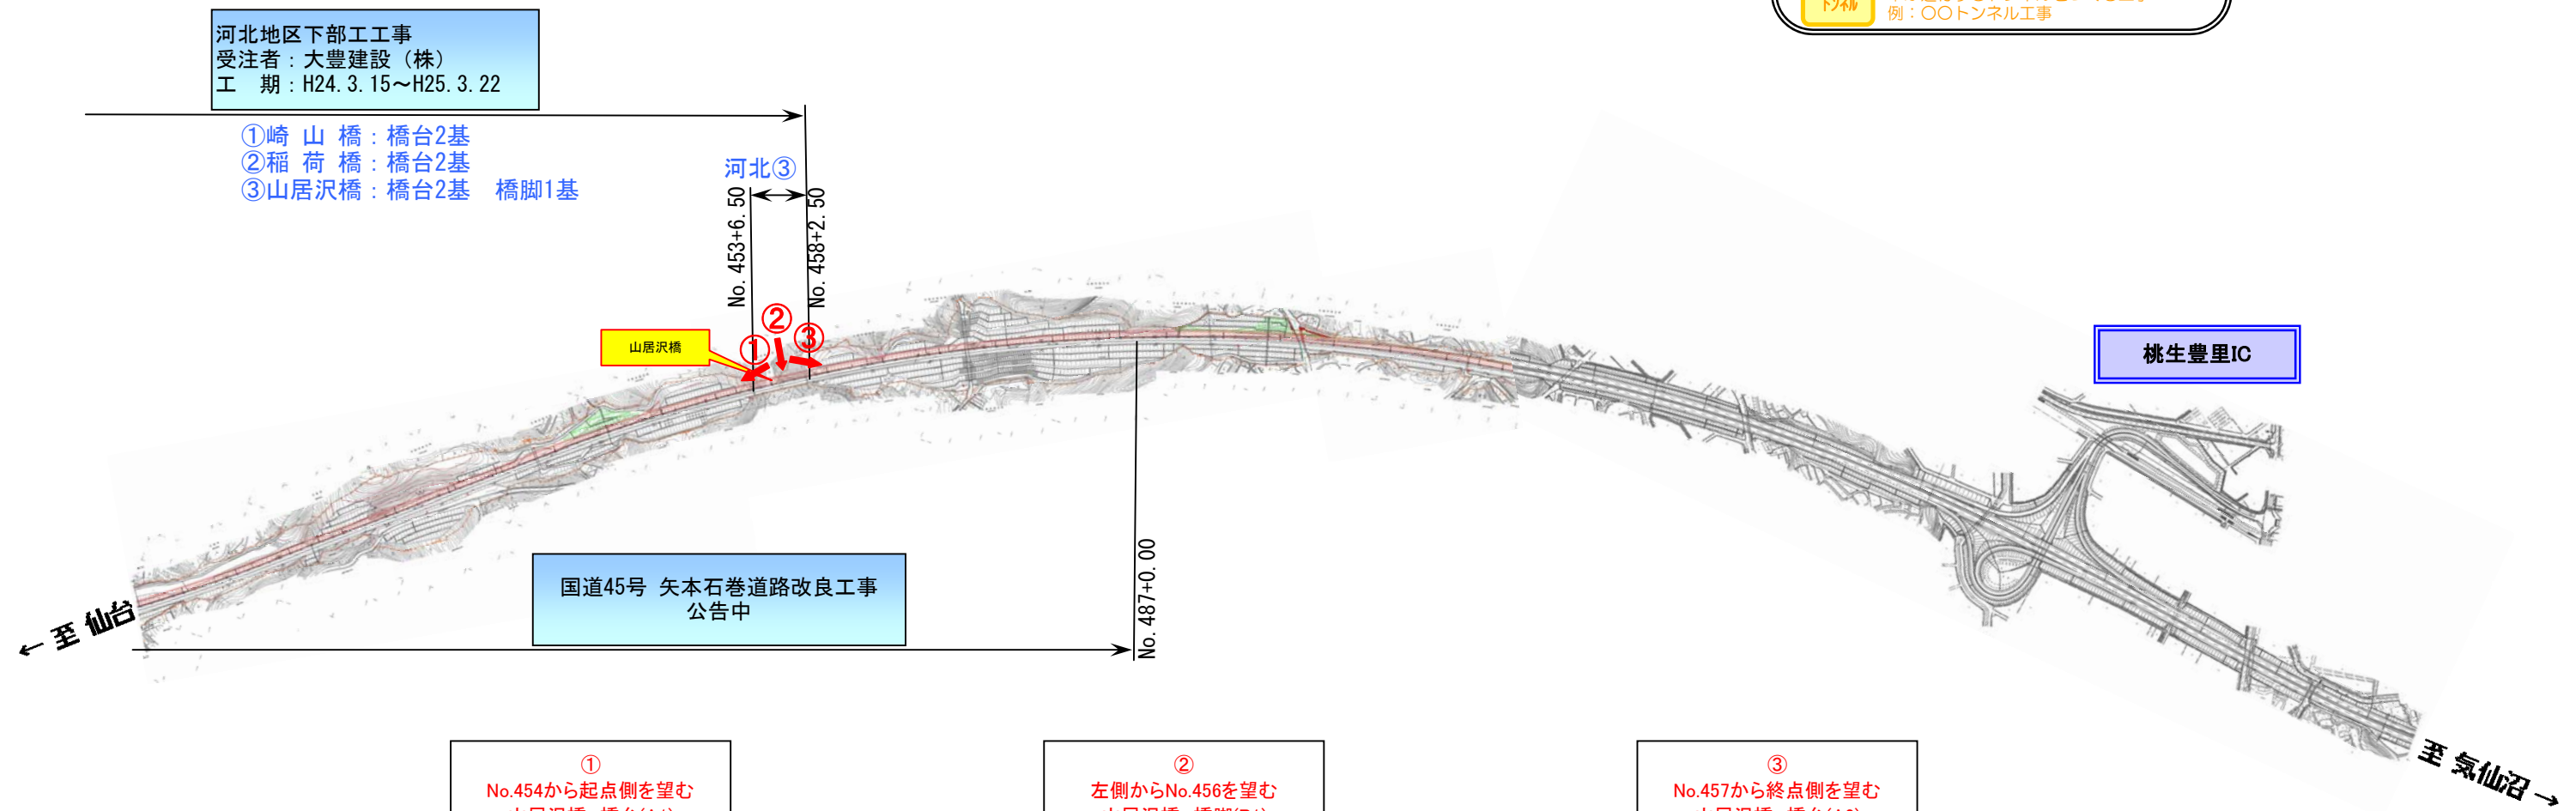 トンネル
例：〇〇トンネル工事
河北地区下部工工事
受注者：大豊建設（株）
工　期：H24.3.15～H25.3.22
①崎 山 橋：橋台2基
②稲 荷 橋：橋台2基
③山居沢橋：橋台2基　橋脚1基
河北③
No.453+6.50
No.458+2.50
②
①
③
山居沢橋
桃生豊里IC
国道45号 矢本石巻道路改良工事
公告中
No.487+0.00
← 至 仙台
至 気仙沼 →
①
No.454から起点側を望む
②
左側からNo.456を望む
③
No.457から終点側を望む